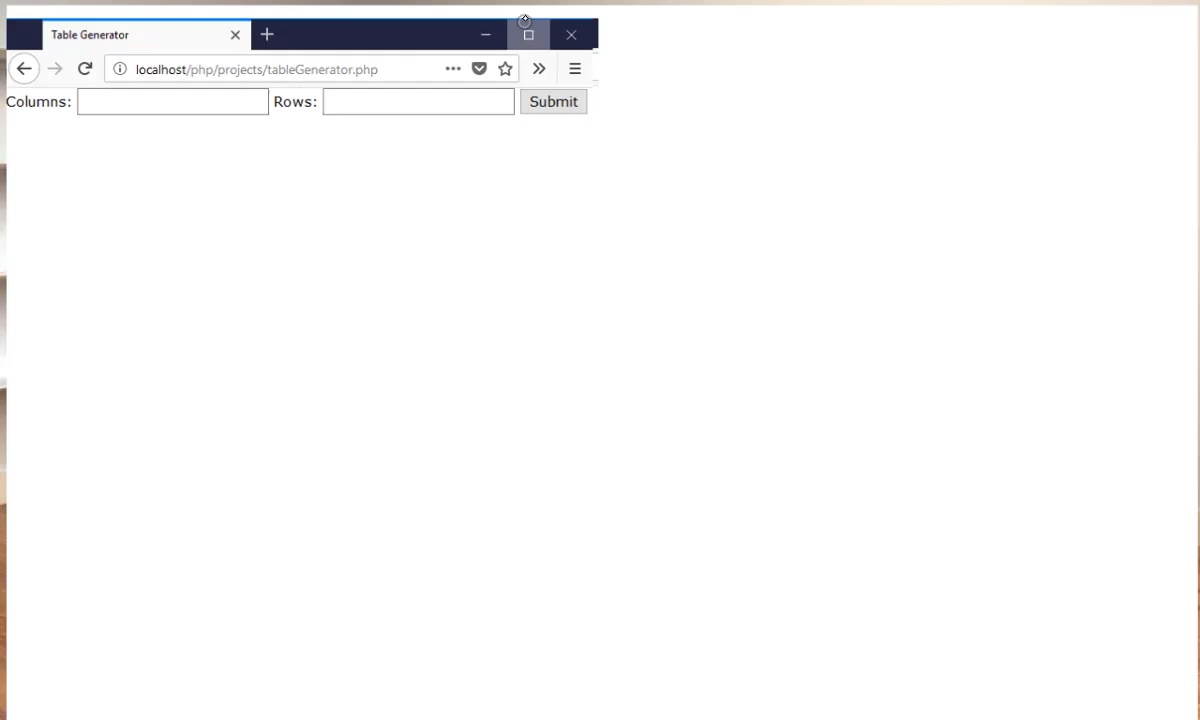 Table Generator
localhost/php/projects/tableGenerator.php
Columns: Rows: Submit